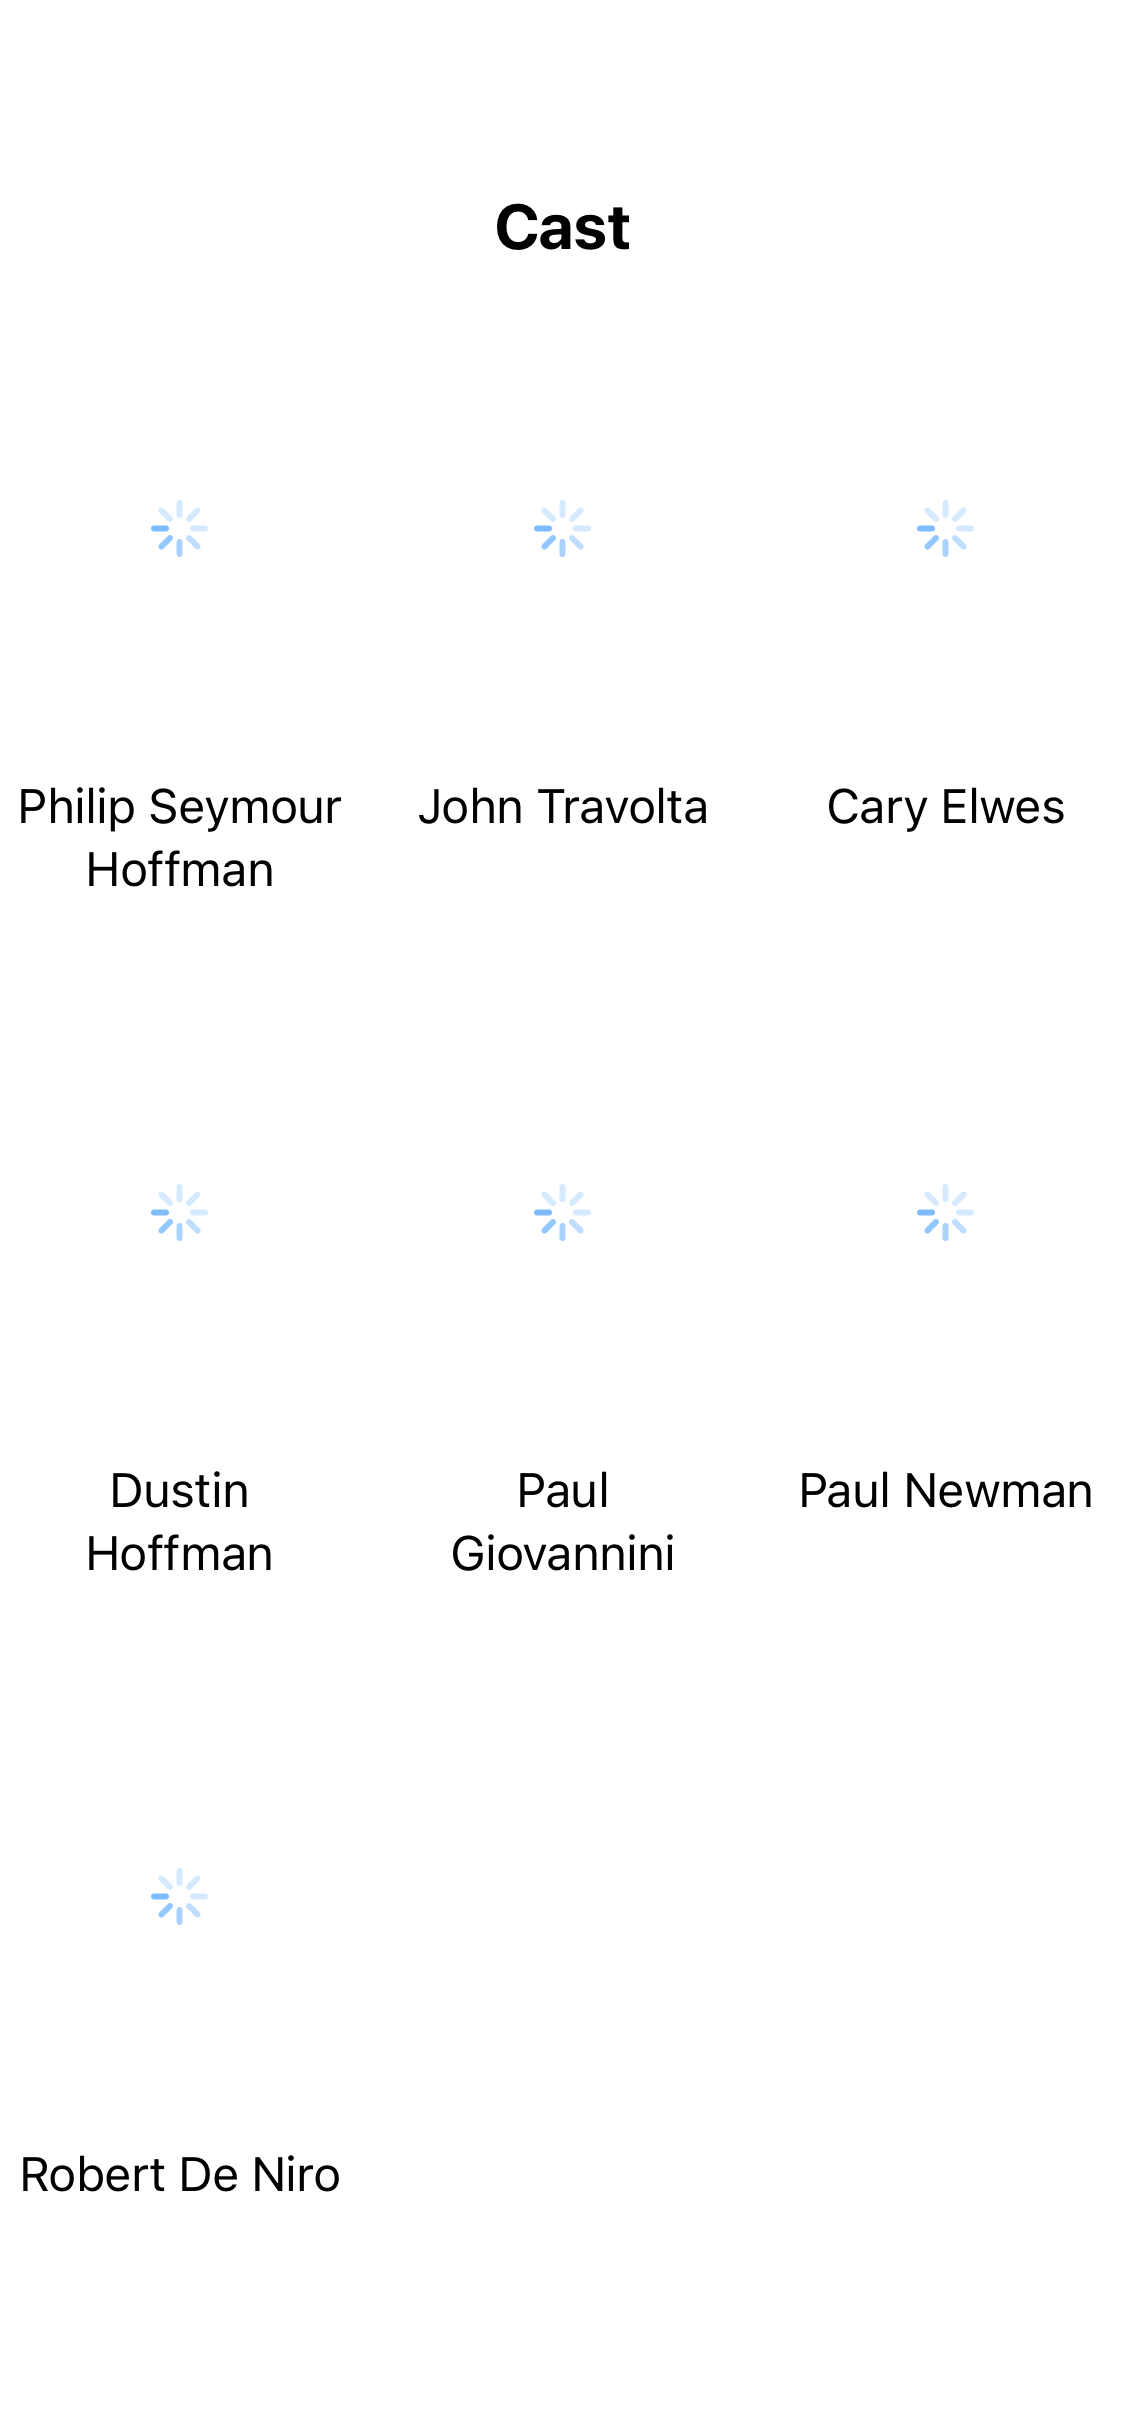 Cast
Philip Seymour
Hoffman
John Travolta
Cary Elwes
Dustin
Hoffman
Paul
Giovannini
Paul Newman
Robert De Niro